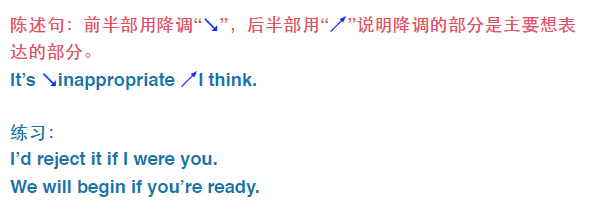 陈述句：前半部用降调“↘”，后半部用“↗”说明降调的部分是主要想表
达的部分。
It’s ↘inappropriate ↗I think.
练习：
I’d reject it if I were you.
We will begin if you’re ready.